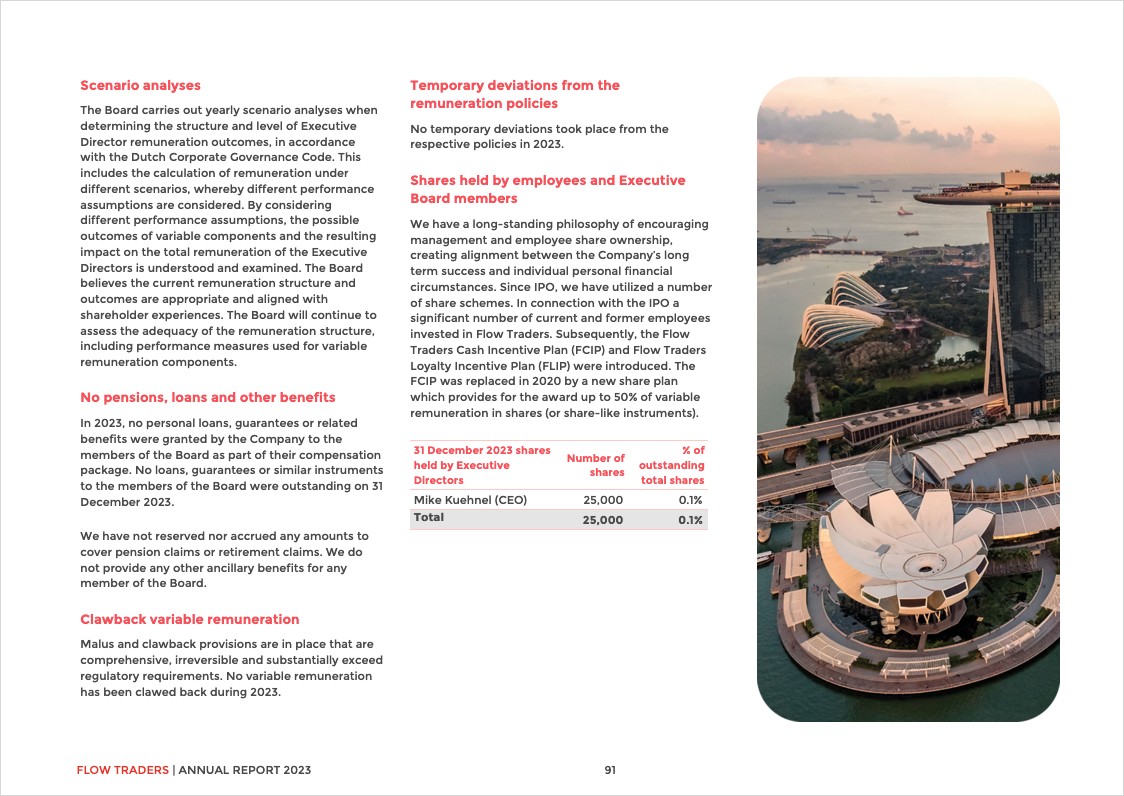 Scenario analyses
The Board carries out yearly scenario analyses when
determining the structure and level of Executive
Director remuneration outcomes, in accordance
with the Dutch Corporate Governance Code. This
includes the calculation of remuneration under
different scenarios, whereby different performance
assumptions are considered. By considering
different performance assumptions, the possible
outcomes of variable components and the resulting
impact on the total remuneration of the Executive
Directors is understood and examined. The Board
believes the current remuneration structure and
outcomes are appropriate and aligned with
shareholder experiences. The Board will continue to
assess the adequacy of the remuneration structure,
including performance measures used for variable
remuneration components.
No pensions, loans and other benefits
In 2023, no personal loans, guarantees or related
benefits were granted by the Company to the
members of the Board as part of their compensation
package. No loans, guarantees or similar instruments
to the members of the Board were outstanding on 31
December 2023.
We have not reserved nor accrued any amounts to
cover pension claims or retirement claims. We do
not provide any other ancillary benefits for any
member of the Board.
Clawback variable remuneration
Malus and clawback provisions are in place that are
comprehensive, irreversible and substantially exceed
regulatory requirements. No variable remuneration
has been clawed back during 2023.
Temporary deviations from the
remuneration policies
No temporary deviations took place from the
respective policies in 2023.
Shares held by employees and Executive
Board members
We have a long-standing philosophy of encouraging
management and employee share ownership,
creating alignment between the Company's long
term success and individual personal financial
circumstances. Since IPO, we have utilized a number
of share schemes. In connection with the IPO a
significant number of current and former employees
invested in Flow Traders. Subsequently, the Flow
Traders Cash Incentive Plan (FCIP) and Flow Traders
Loyalty Incentive Plan (FLIP) were introduced. The
FCIP was replaced in 2020 by a new share plan
which provides for the award up to 50% of variable
remuneration in shares (or share-like instruments).
31 December 2023 shares held by Executive Directors Number of shares % of outstanding total shares
Mike Kuehnel (CEO) 25,000 0.1%
Total 25,000 0.1%
FLOW TRADERS | ANNUAL REPORT 2023 91